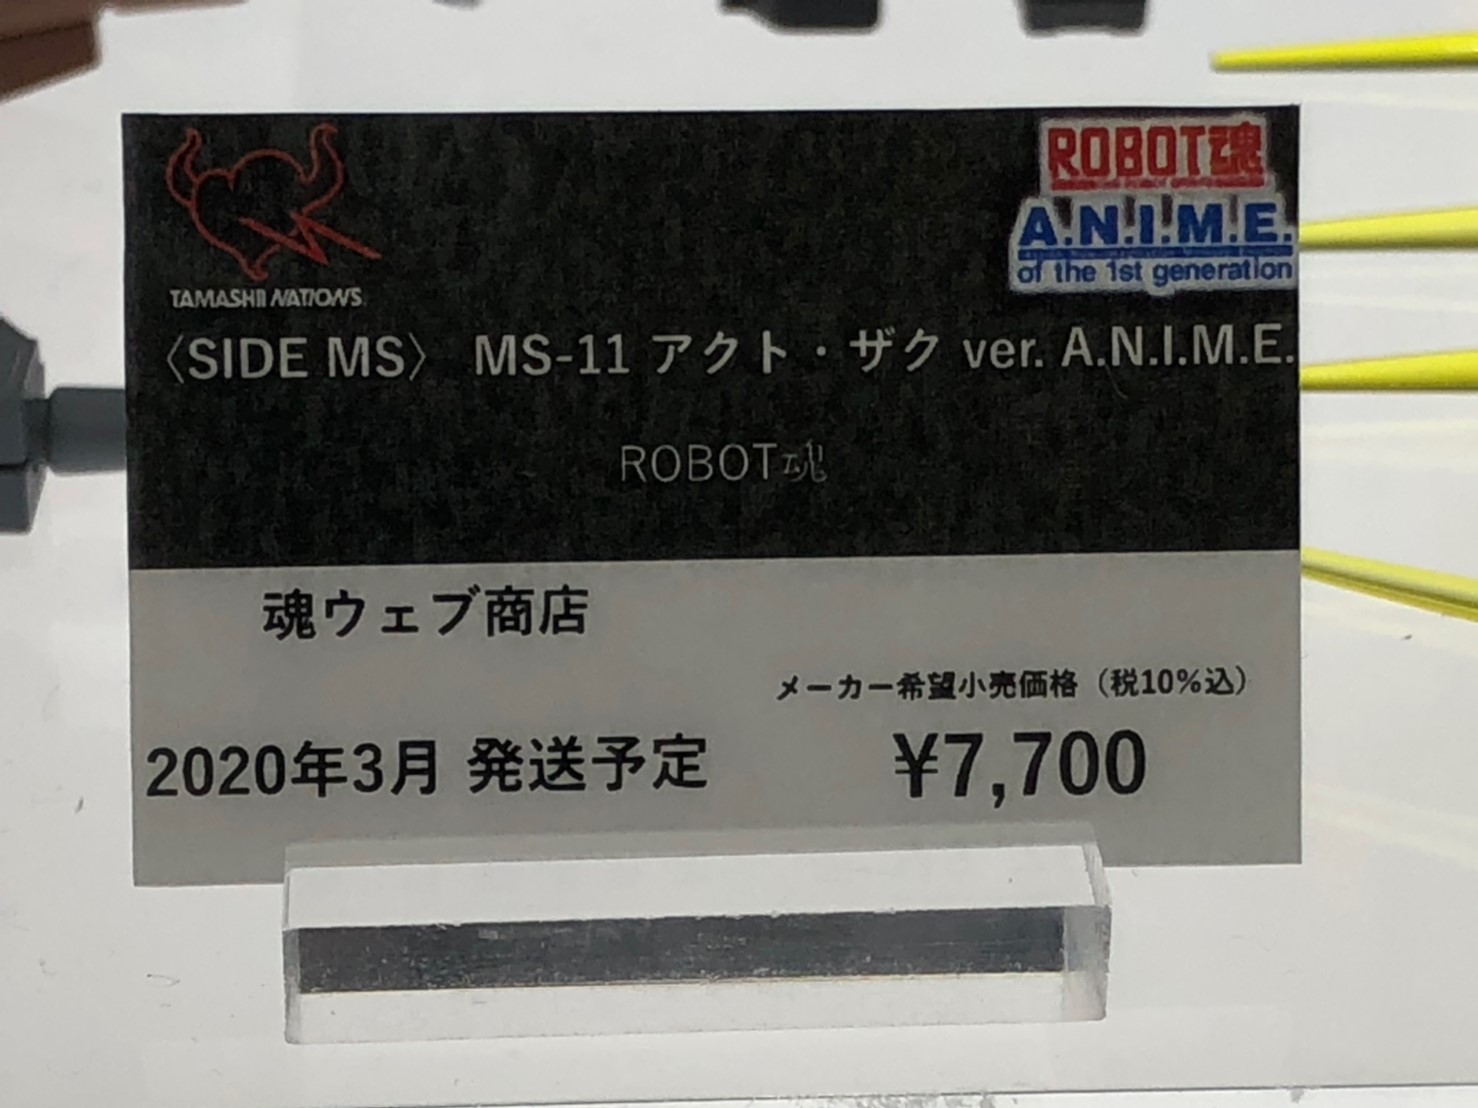 TAMASHII NATIONS
ROBOT魂
A.N.I.M.E.
of the 1st generation
〈SIDE MS〉 MS-11 アクト・ザク ver. A.N.I.M.E.
ROBOT魂
魂ウェブ商店
メーカー希望小売価格（税10%込）
2020年3月 発送予定 ¥7,700